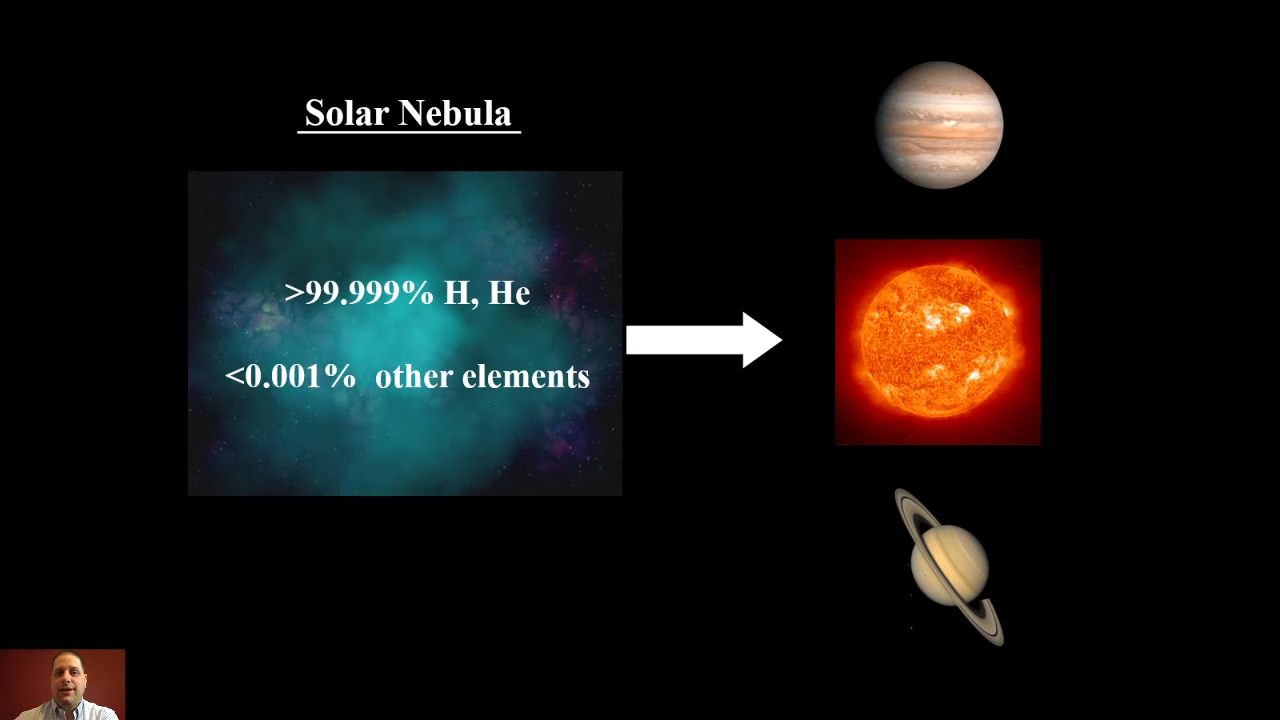 Solar Nebula
>99.999% H, He
<0.001% other elements